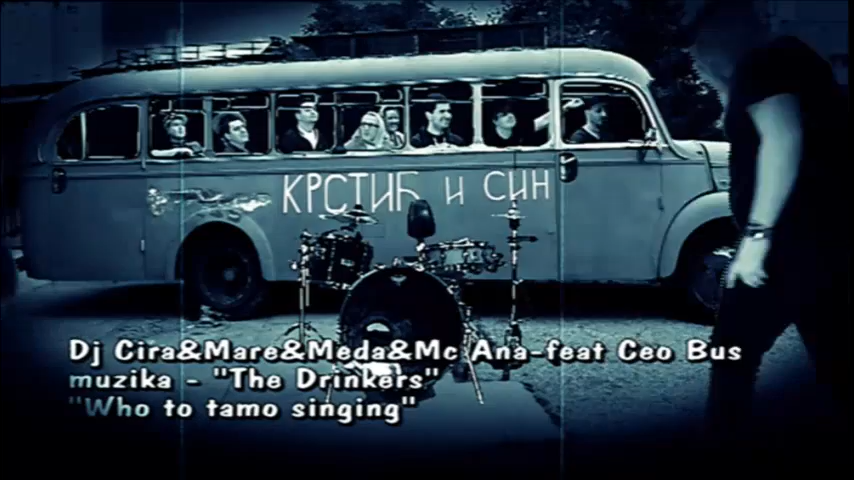 КРСТИЋ и СИН
Dj Cira&Mare&Meda&Mc Ana-feat Ceo Bus
muzika - "The Drinkers"
"Who to tamo singing"